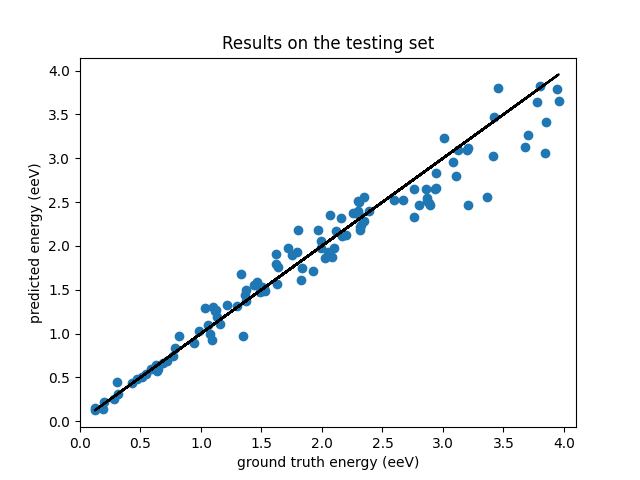 Results on the testing set
4.0
3.5
3.0
2.5
2.0
1.5
1.0
0.5
0.0
predicted energy (eeV)
0.0 0.5 1.0 1.5 2.0 2.5 3.0 3.5 4.0
ground truth energy (eeV)